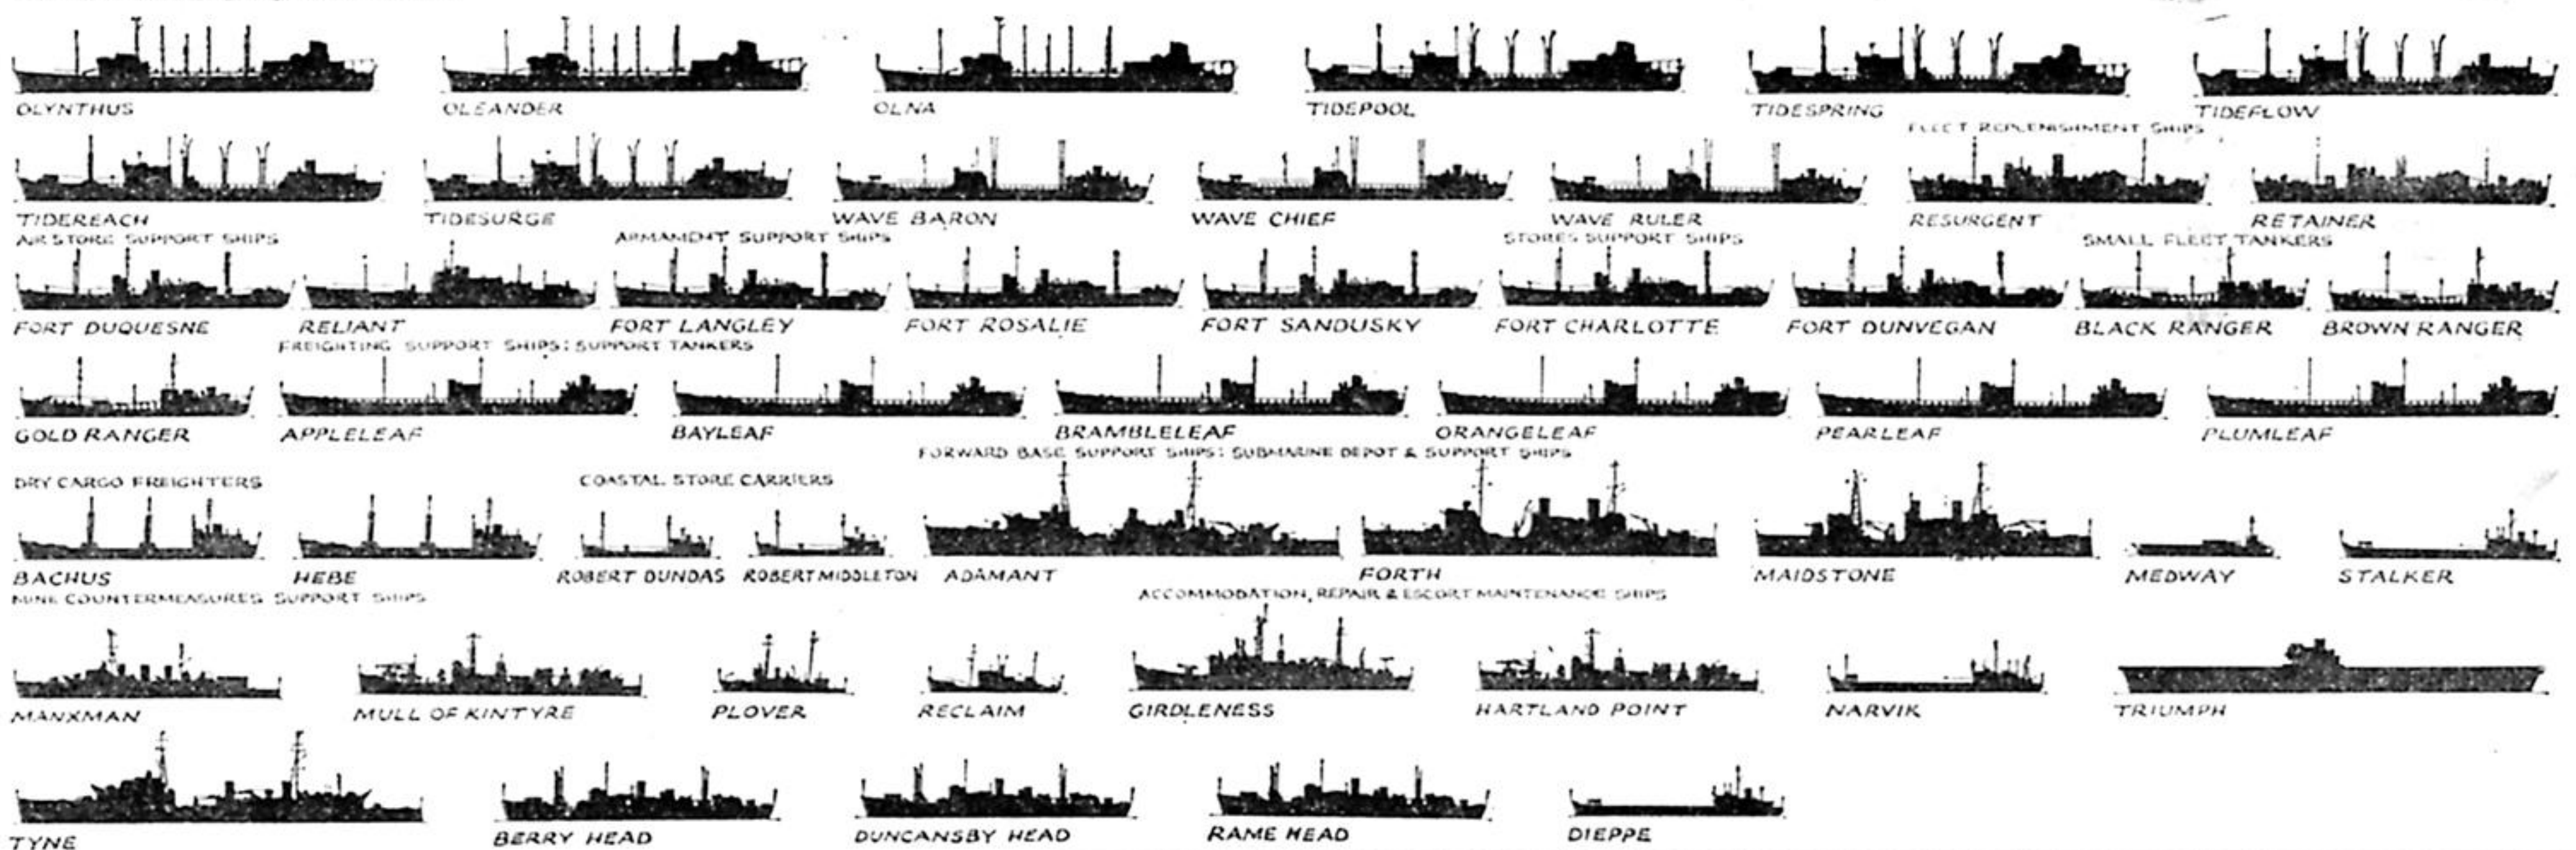 OLYNTHUS OLEANDER OLNA TIDEPOOL TIDESPRING TIDEFLOW
FLEET REPLENISHMENT SHIPS
TIDEREACH TIDESURGE WAVE BARON WAVE CHIEF WAVE RULER RESURGENT RETAINER
AIR STORE SUPPORT SHIPS ARMAMENT SUPPORT SHIPS STORES SUPPORT SHIPS SMALL FLEET TANKERS
FORT DUQUESNE RELIANT FORT LANGLEY FORT ROSALIE FORT SANDUSKY FORT CHARLOTTE FORT DUNVEGAN BLACK RANGER BROWN RANGER
FREIGHTING SUPPORT SHIPS: SUPPORT TANKERS
GOLD RANGER APPLELEAF BAYLEAF BRAMBLELEAF ORANGELEAF PEARLEAF PLUMLEAF
FORWARD BASE SUPPORT SHIPS: SUBMARINE DEPOT & SUPPORT SHIPS
DRY CARGO FREIGHTERS COASTAL STORE CARRIERS
BACHUS HEBE ROBERT DUNDAS ROBERT MIDDLETON ADAMANT FORTH MAIDSTONE MEDWAY STALKER
MINE COUNTERMEASURES SUPPORT SHIPS ACCOMMODATION, REPAIR & ESCORT MAINTENANCE SHIPS
MANXMAN MULL OF KINTYRE PLOVER RECLAIM GIRDLENESS HARTLAND POINT NARVIK TRIUMPH
TYNE BERRY HEAD DUNCANSBY HEAD RAME HEAD DIEPPE